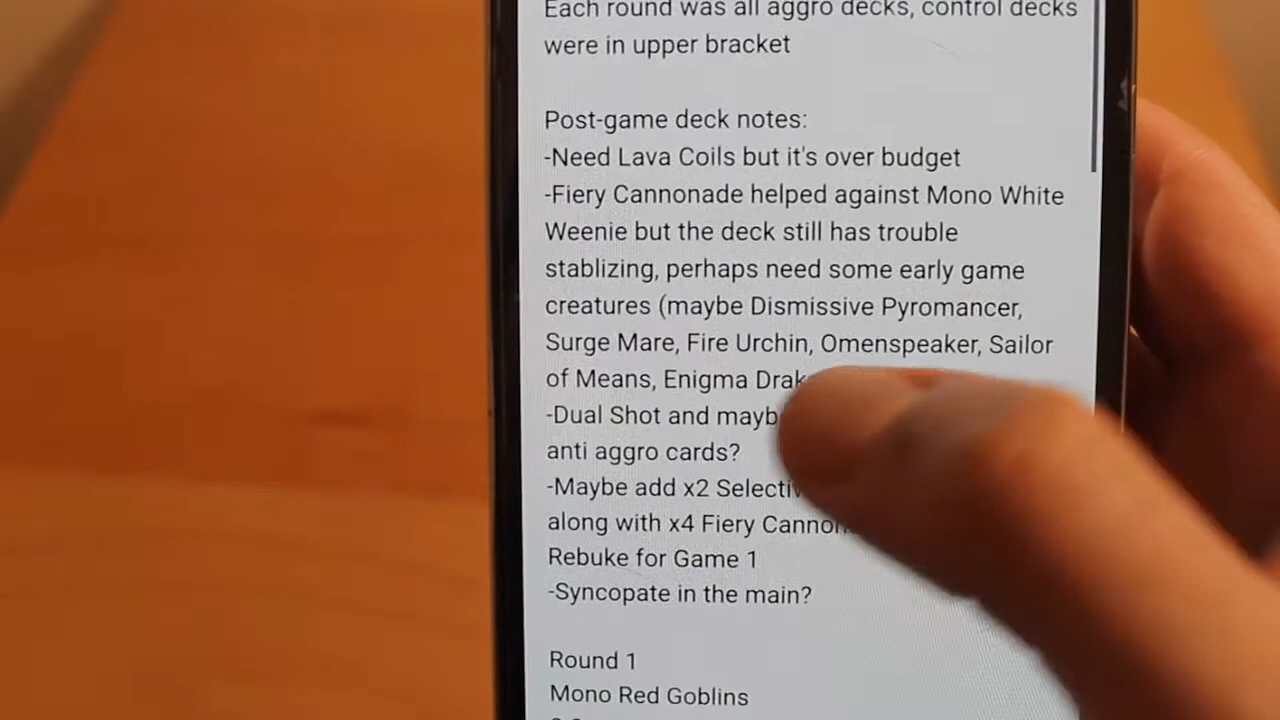 Each round was all aggro decks, control decks
were in upper bracket
Post-game deck notes:
-Need Lava Coils but it's over budget
-Fiery Cannonade helped against Mono White
Weenie but the deck still has trouble
stablizing, perhaps need some early game
creatures (maybe Dismissive Pyromancer,
Surge Mare, Fire Urchin, Omenspeaker, Sailor
of Means, Enigma
-Dual Shot and
anti aggro cards?
-Maybe add x2
along with x4 Fiery
Rebuke for Game 1
-Syncopate in the main?
Round 1
Mono Red Goblins